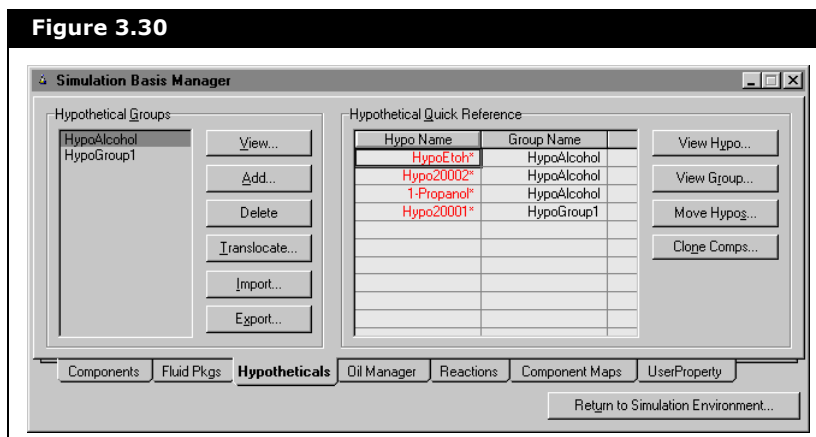 Figure 3.30
Simulation Basis Manager
Hypothetical Groups
HypoAlcohol
HypoGroup1
View...
Add...
Delete
Translocate...
Import...
Export...
Hypothetical Quick Reference
Hypo Name Group Name
HypoEtoh* HypoAlcohol
Hypo20002* HypoAlcohol
1-Propanol* HypoAlcohol
Hypo20001* HypoGroup1
View Hypo...
View Group...
Move Hypos...
Clone Comps...
Components Fluid Pkgs Hypotheticals Oil Manager Reactions Component Maps UserProperty
Return to Simulation Environment...